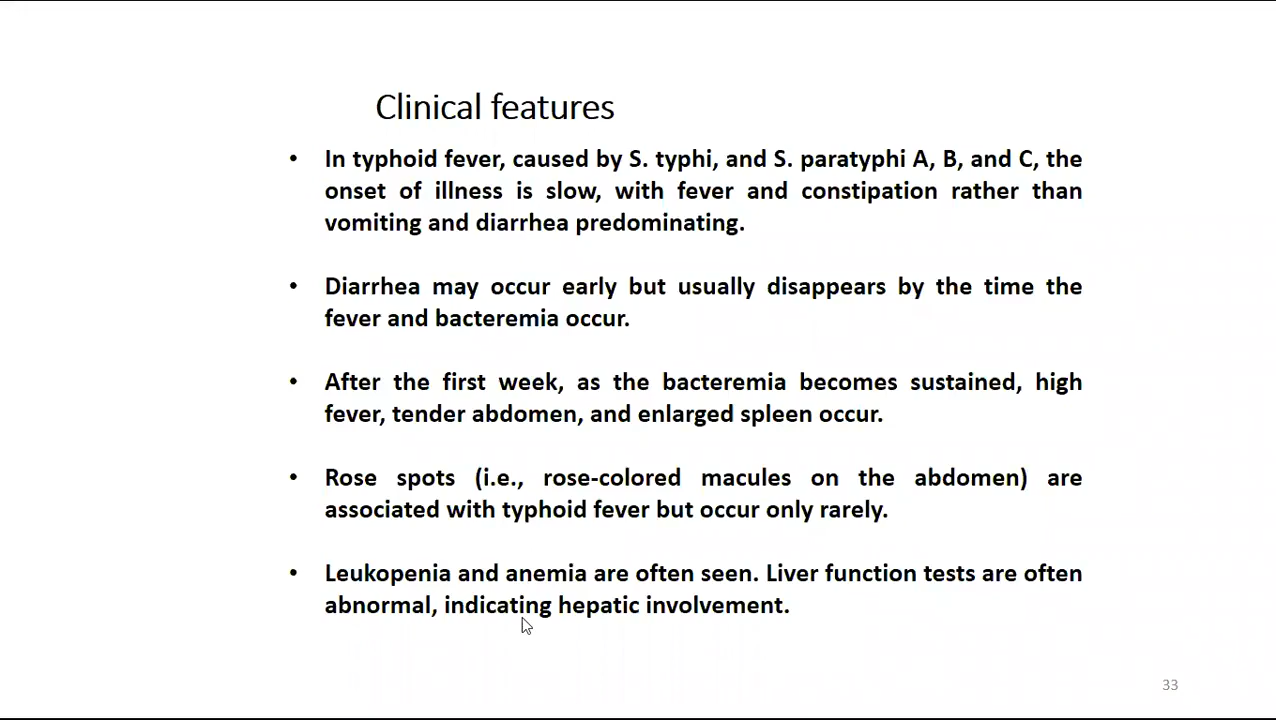 Clinical features
• In typhoid fever, caused by S. typhi, and S. paratyphi A, B, and C, the
onset of illness is slow, with fever and constipation rather than
vomiting and diarrhea predominating.
• Diarrhea may occur early but usually disappears by the time the
fever and bacteremia occur.
• After the first week, as the bacteremia becomes sustained, high
fever, tender abdomen, and enlarged spleen occur.
• Rose spots (i.e., rose-colored macules on the abdomen) are
associated with typhoid fever but occur only rarely.
• Leukopenia and anemia are often seen. Liver function tests are often
abnormal, indicating hepatic involvement.
33